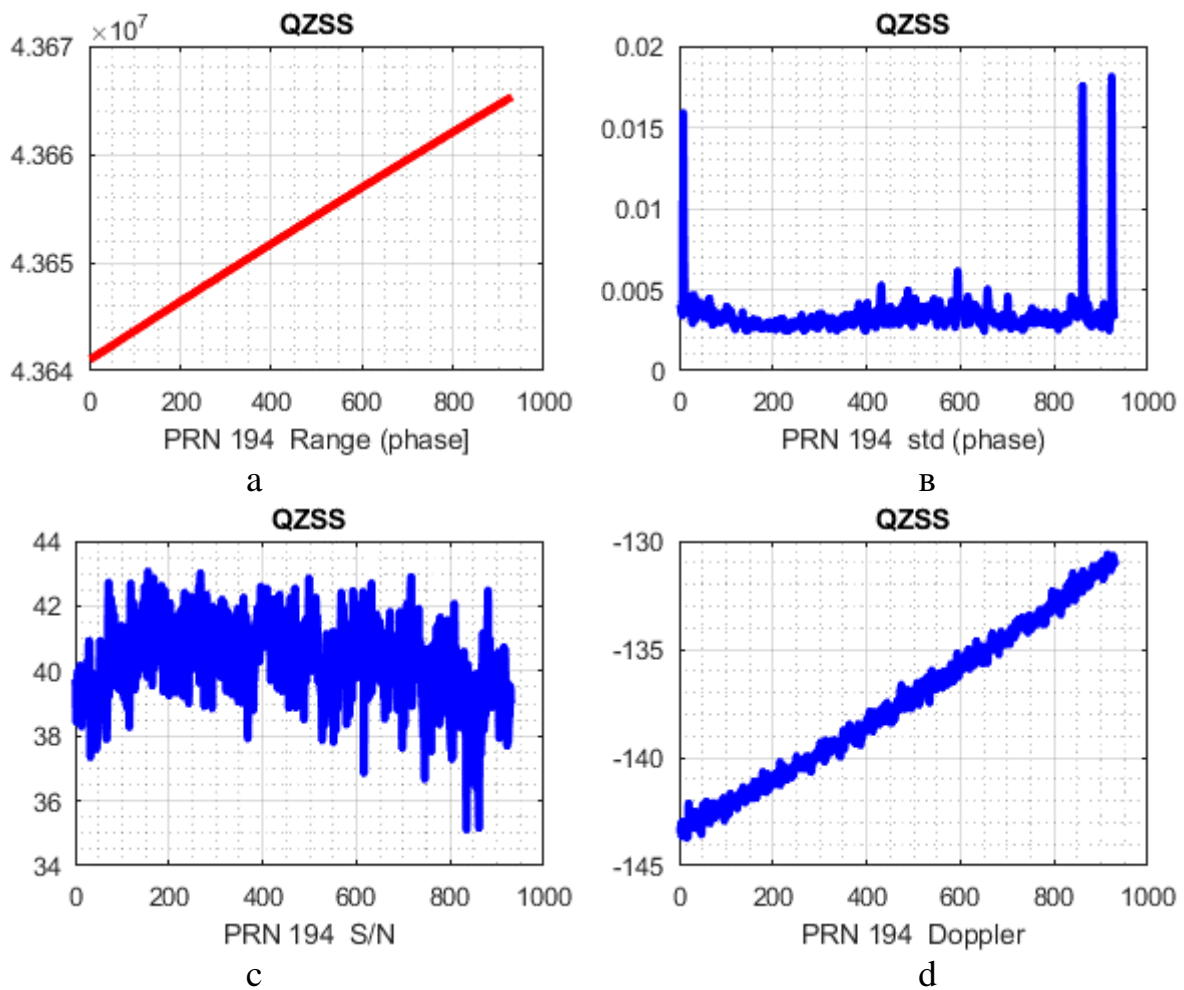 QZSS
×10⁷
4.367
4.366
4.365
4.364
0 200 400 600 800 1000
PRN 194 Range (phase]
a
QZSS
0.02
0.015
0.01
0.005
0
0 200 400 600 800 1000
PRN 194 std (phase)
в
QZSS
44
42
40
38
36
34
0 200 400 600 800 1000
PRN 194 S/N
c
QZSS
-130
-135
-140
-145
0 200 400 600 800 1000
PRN 194 Doppler
d